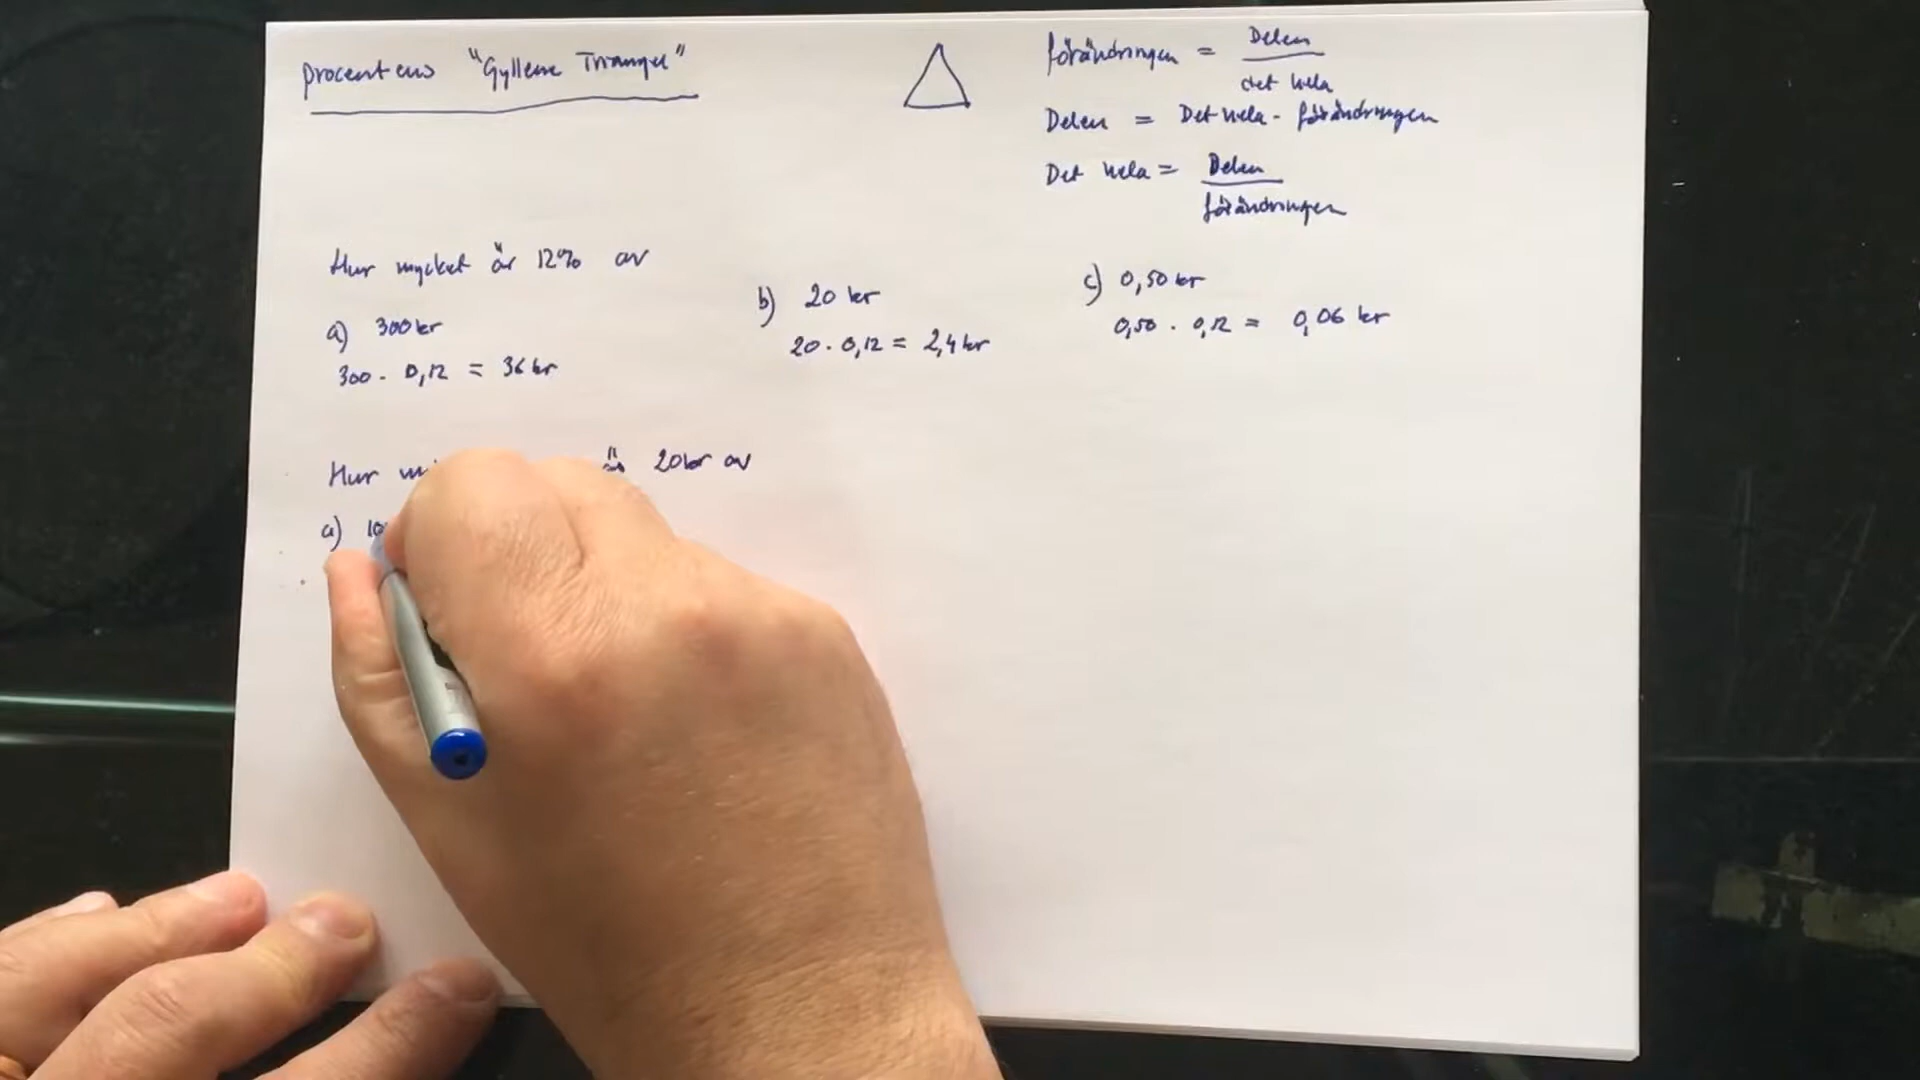 procentens "Gyllene Triangel"
förändringen = Delen / det hela
Delen = Det hela · förändringen
Det hela = Delen / förändringen
Hur mycket är 12% av
a) 300 kr
300 · 0,12 = 36 kr
b) 20 kr
20 · 0,12 = 2,4 kr
c) 0,50 kr
0,50 · 0,12 = 0,06 kr
Hur är 20 kr av
a)